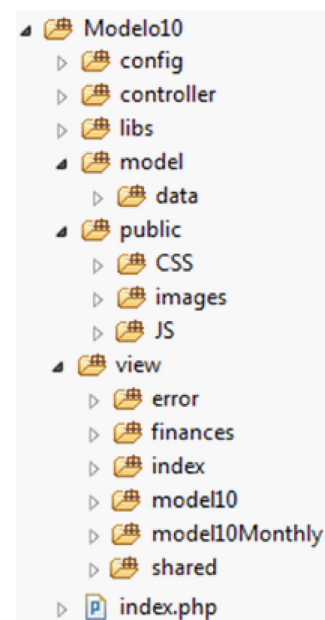 Modelo10
config
controller
libs
model
data
public
CSS
images
JS
view
error
finances
index
model10
model10Monthly
shared
index.php